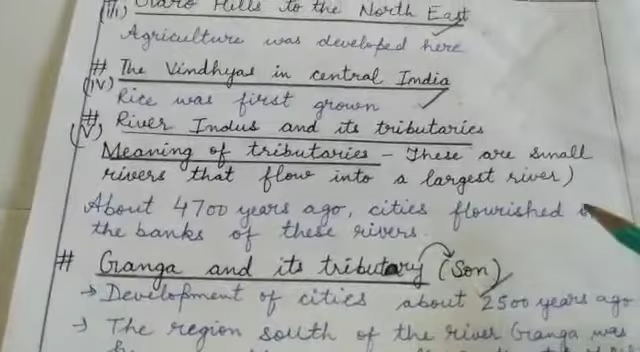 (iii) Garo Hills to the North East
Agriculture was developed here
# The Vindhyas in central India
(iv) Rice was first grown
# River Indus and its tributaries
(v) Meaning of tributaries - These are small
rivers that flow into a largest river)
About 4700 years ago, cities flourished
the banks of these rivers.
# Ganga and its tributary (Son)
→ Development of cities about 2500 years ago
→ The region south of the river Ganga was